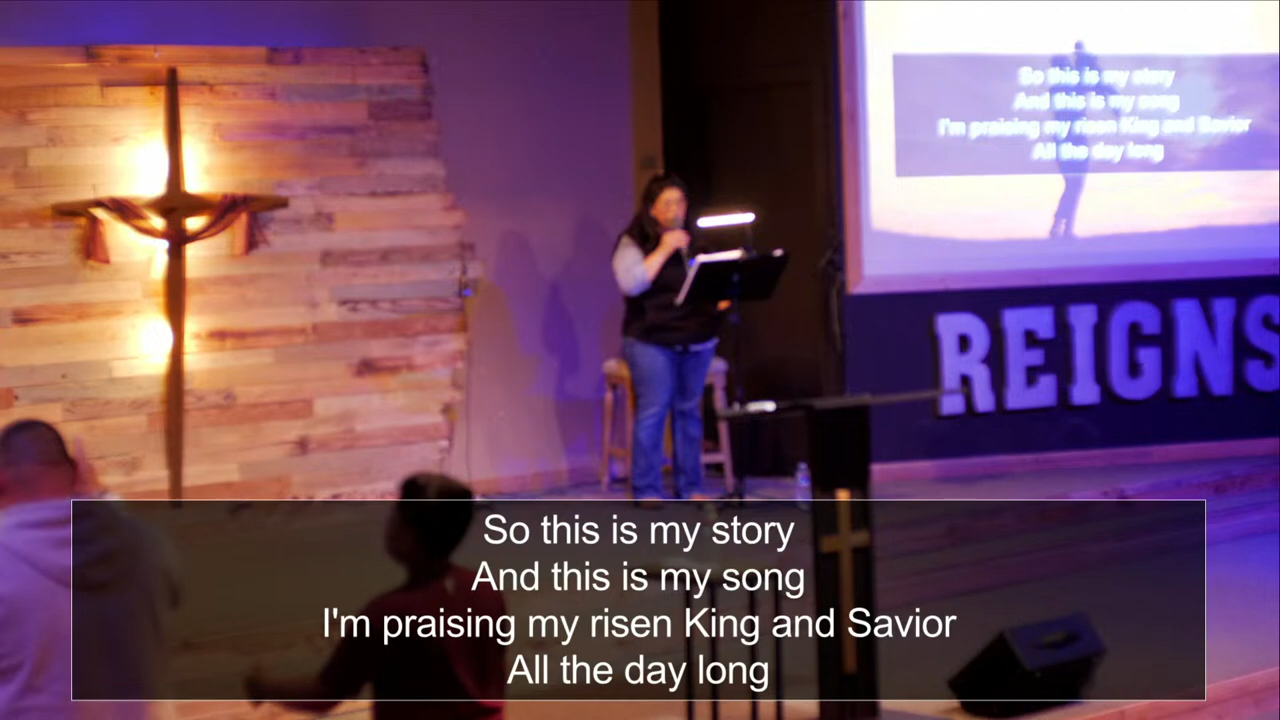 So this is my story
And this is my song
I'm praising my risen King and Savior
All the day long
REIGNS
So this is my story
And this is my song
I'm praising my risen King and Savior
All the day long